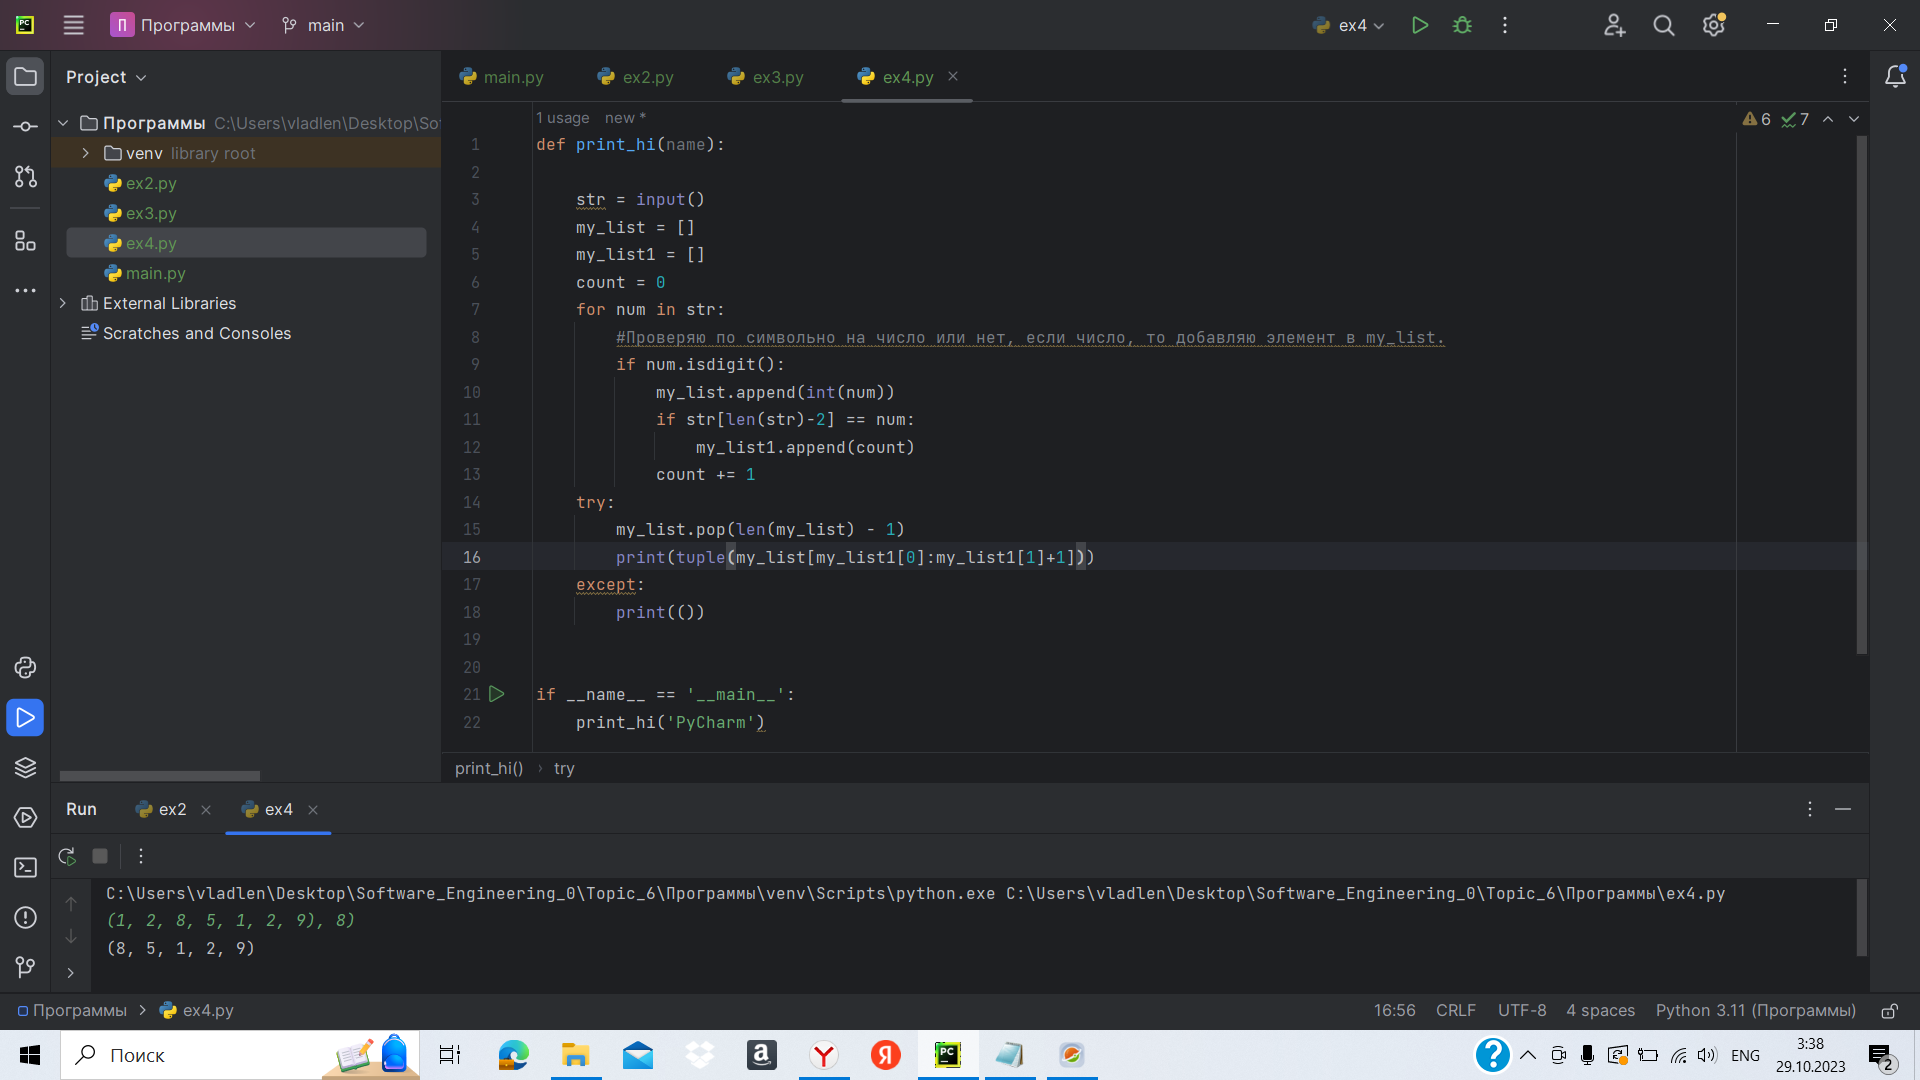 Программы
main
ex4
Project
main.py
ex2.py
ex3.py
ex4.py
Программы C:\Users\vladlen\Desktop\So
venv library root
ex2.py
ex3.py
ex4.py
main.py
External Libraries
Scratches and Consoles
1 usage new *
6 7
1 def print_hi(name):
2
3 str = input()
4 my_list = []
5 my_list1 = []
6 count = 0
7 for num in str:
8 #Проверяю по символьно на число или нет, если число, то добавляю элемент в my_list.
9 if num.isdigit():
10 my_list.append(int(num))
11 if str[len(str)-2] == num:
12 my_list1.append(count)
13 count += 1
14 try:
15 my_list.pop(len(my_list) - 1)
16 print(tuple(my_list[my_list1[0]:my_list1[1]+1]))
17 except:
18 print(())
19
20
21 if __name__ == '__main__':
22 print_hi('PyCharm')
print_hi() › try
Run ex2 ex4
C:\Users\vladlen\Desktop\Software_Engineering_0\Topic_6\Программы\venv\Scripts\python.exe C:\Users\vladlen\Desktop\Software_Engineering_0\Topic_6\Программы\ex4.py
(1, 2, 8, 5, 1, 2, 9), 8)
(8, 5, 1, 2, 9)
Программы > ex4.py
16:56 CRLF UTF-8 4 spaces Python 3.11 (Программы)
Поиск
ENG
3:38
29.10.2023
2